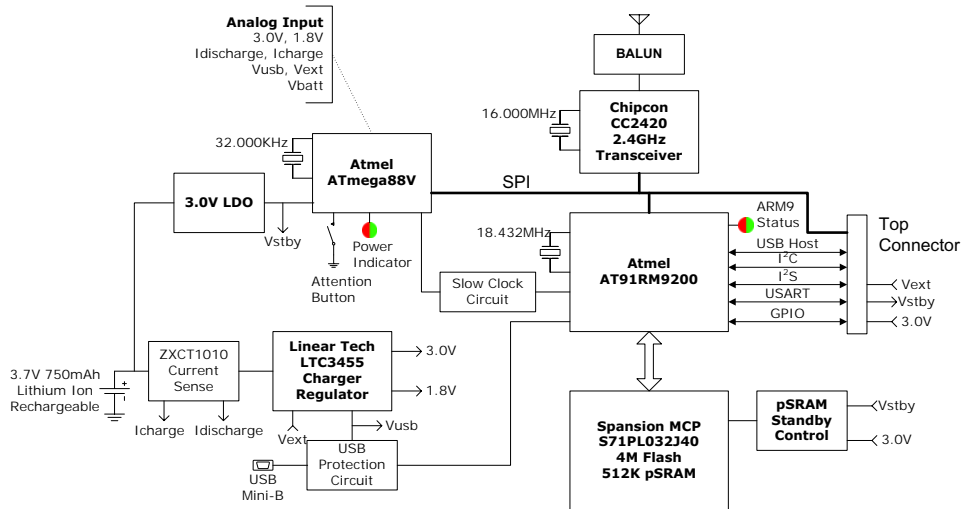 Analog Input
3.0V, 1.8V
Idischarge, Icharge
Vusb, Vext
Vbatt
BALUN
16.000MHz
Chipcon
CC2420
2.4GHz
Transceiver
32.000KHz
Atmel
ATmega88V
SPI
3.0V LDO
Vstby
Attention
Button
Power
Indicator
18.432MHz
Atmel
AT91RM9200
ARM9
Status
USB Host
I²C
I²S
USART
GPIO
Top
Connector
Vext
Vstby
3.0V
Slow Clock
Circuit
3.7V 750mAh
Lithium Ion
Rechargeable
ZXCT1010
Current
Sense
Icharge
Idischarge
Linear Tech
LTC3455
Charger
Regulator
3.0V
1.8V
Vext
Vusb
USB
Protection
Circuit
USB
Mini-B
Spansion MCP
S71PL032J40
4M Flash
512K pSRAM
pSRAM
Standby
Control
Vstby
3.0V